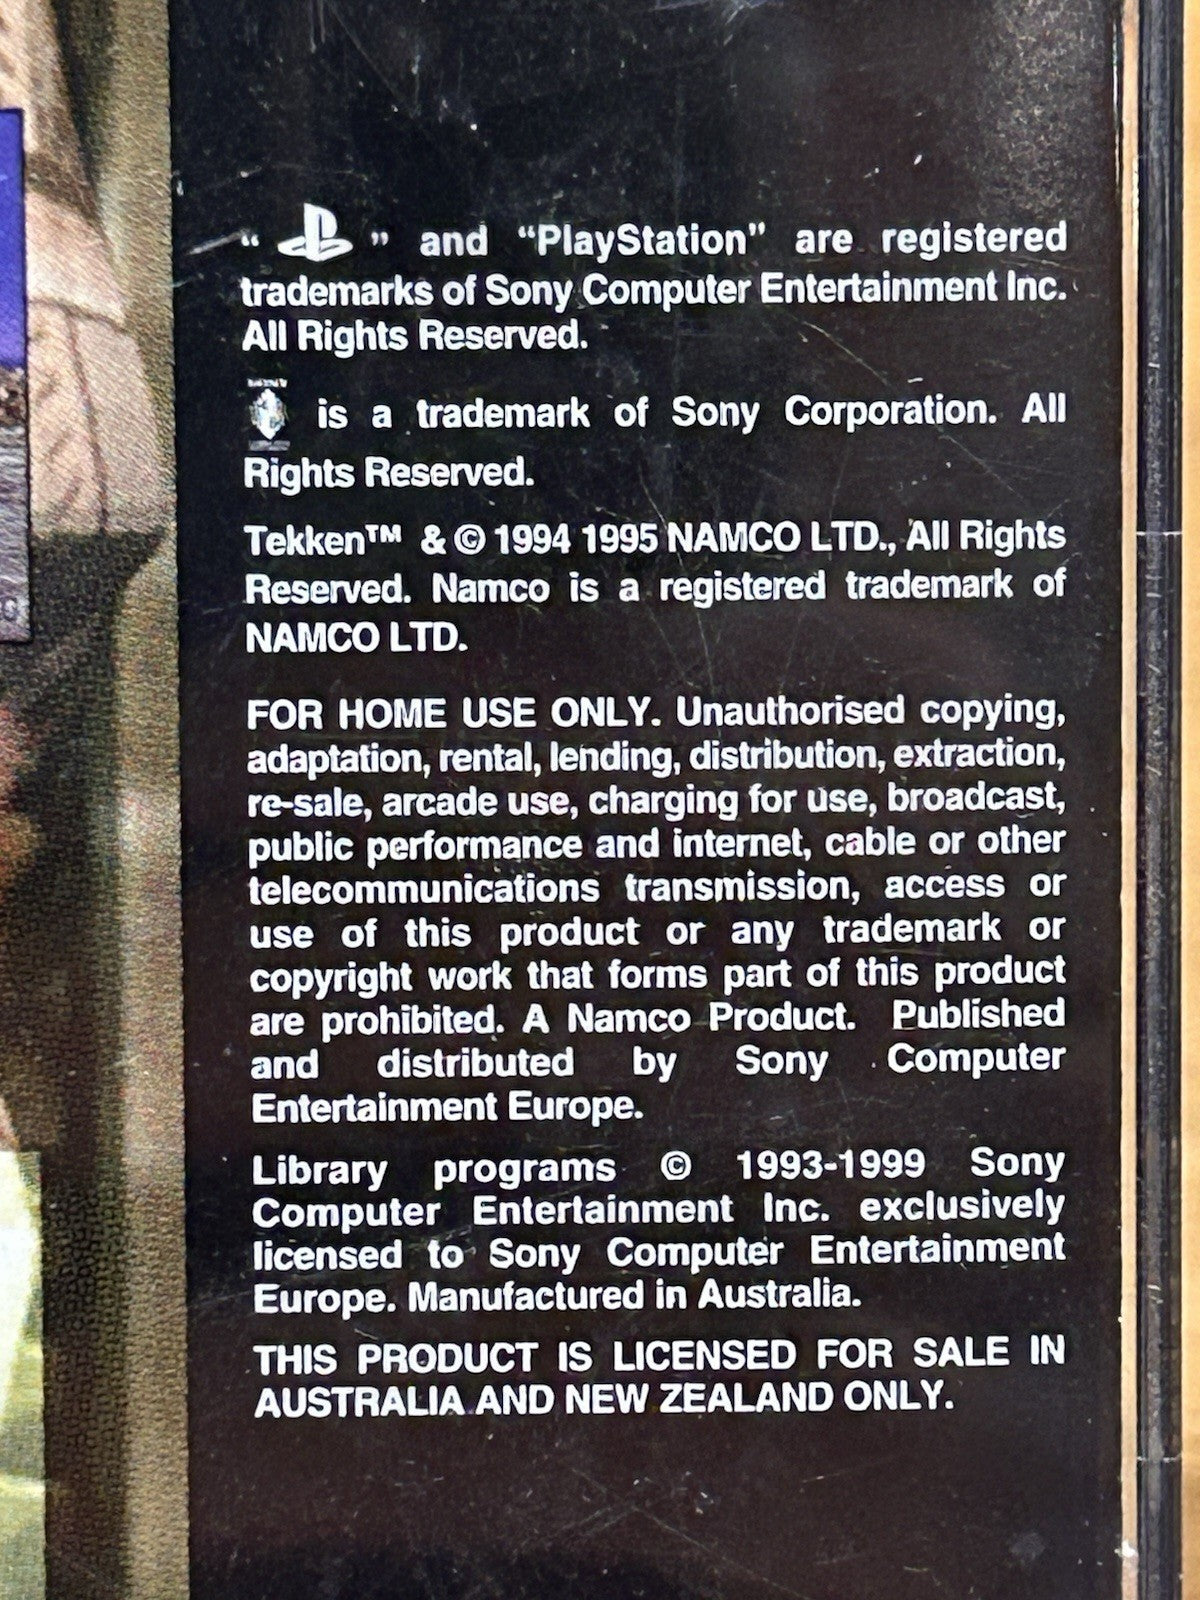 “ ” and “PlayStation” are registered
trademarks of Sony Computer Entertainment Inc.
All Rights Reserved.
is a trademark of Sony Corporation. All
Rights Reserved.
Tekken™ & © 1994 1995 NAMCO LTD., All Rights
Reserved. Namco is a registered trademark of
NAMCO LTD.
FOR HOME USE ONLY. Unauthorised copying,
adaptation, rental, lending, distribution, extraction,
re-sale, arcade use, charging for use, broadcast,
public performance and internet, cable or other
telecommunications transmission, access or
use of this product or any trademark or
copyright work that forms part of this product
are prohibited. A Namco Product. Published
and distributed by Sony Computer
Entertainment Europe.
Library programs © 1993-1999 Sony
Computer Entertainment Inc. exclusively
licensed to Sony Computer Entertainment
Europe. Manufactured in Australia.
THIS PRODUCT IS LICENSED FOR SALE IN
AUSTRALIA AND NEW ZEALAND ONLY.